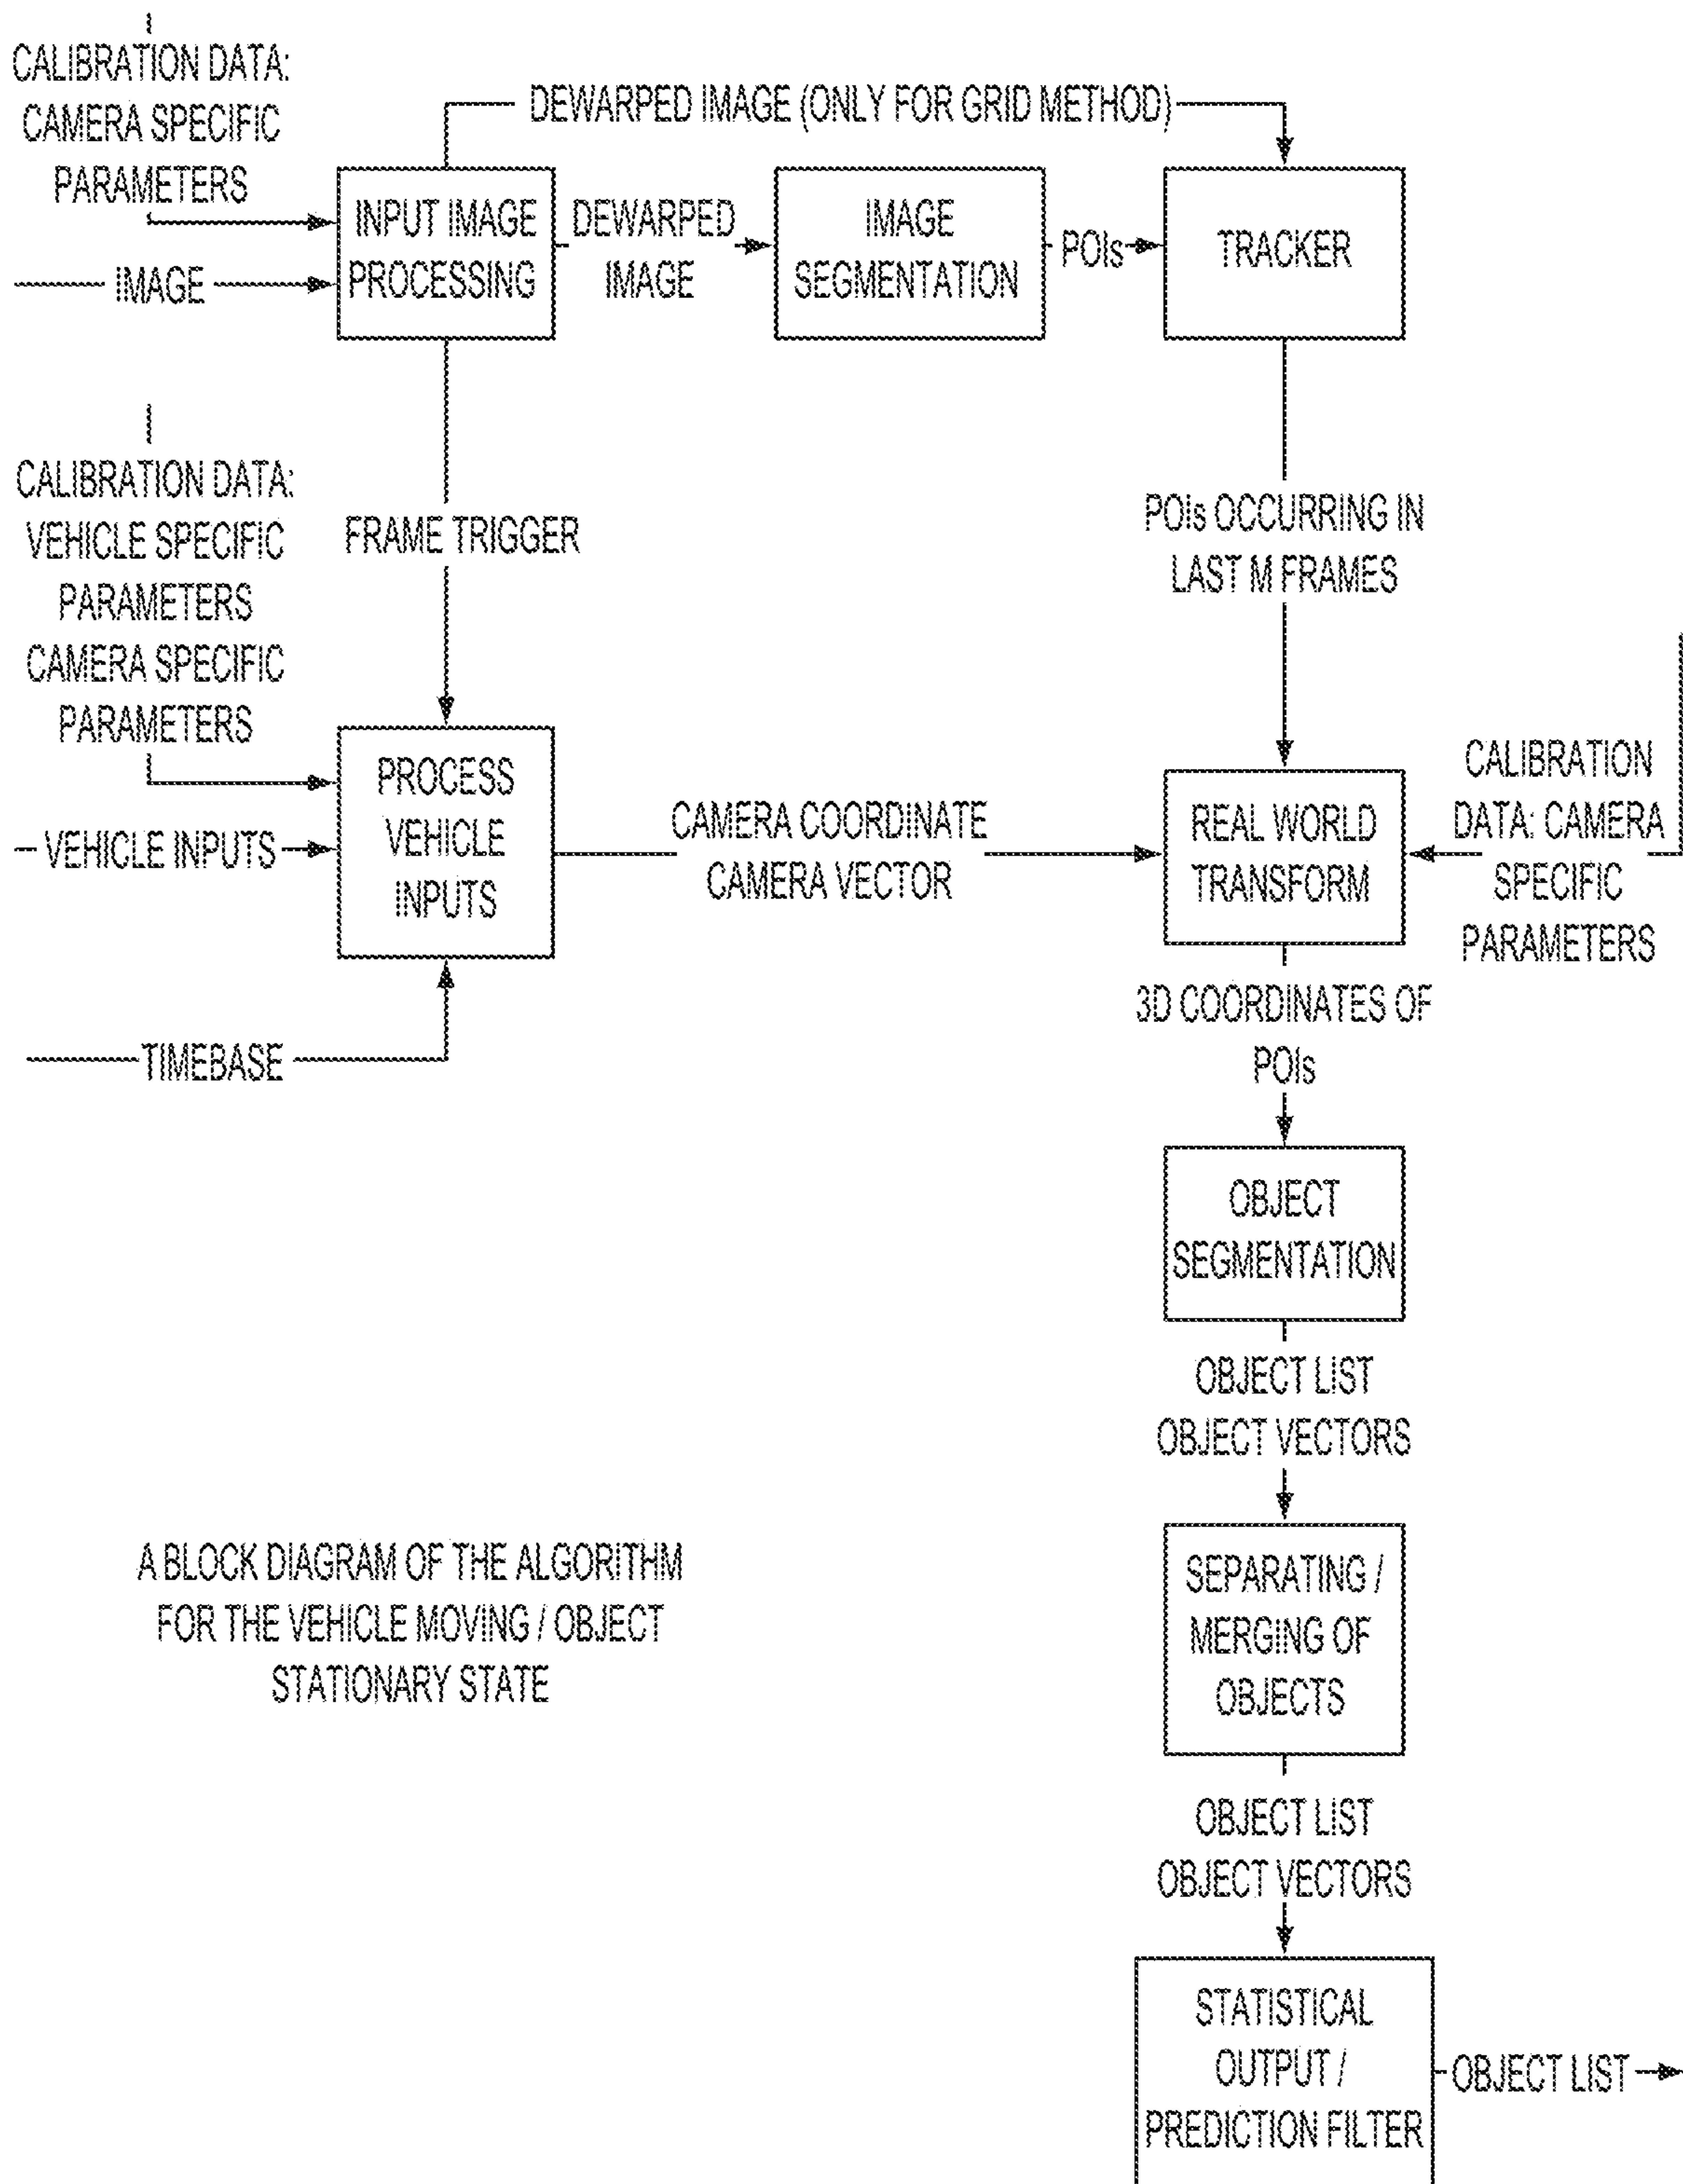 CALIBRATION DATA:
CAMERA SPECIFIC
PARAMETERS
IMAGE
DEWARPED IMAGE (ONLY FOR GRID METHOD)
INPUT IMAGE
PROCESSING
DEWARPED
IMAGE
IMAGE
SEGMENTATION
POIs
TRACKER
CALIBRATION DATA:
VEHICLE SPECIFIC
PARAMETERS
CAMERA SPECIFIC
PARAMETERS
FRAME TRIGGER
POIs OCCURRING IN
LAST M FRAMES
VEHICLE INPUTS
PROCESS
VEHICLE
INPUTS
CAMERA COORDINATE
CAMERA VECTOR
REAL WORLD
TRANSFORM
CALIBRATION
DATA: CAMERA
SPECIFIC
PARAMETERS
TIMEBASE
3D COORDINATES OF
POIs
OBJECT
SEGMENTATION
OBJECT LIST
OBJECT VECTORS
A BLOCK DIAGRAM OF THE ALGORITHM
FOR THE VEHICLE MOVING / OBJECT
STATIONARY STATE
SEPARATING /
MERGING OF
OBJECTS
OBJECT LIST
OBJECT VECTORS
STATISTICAL
OUTPUT /
PREDICTION FILTER
OBJECT LIST